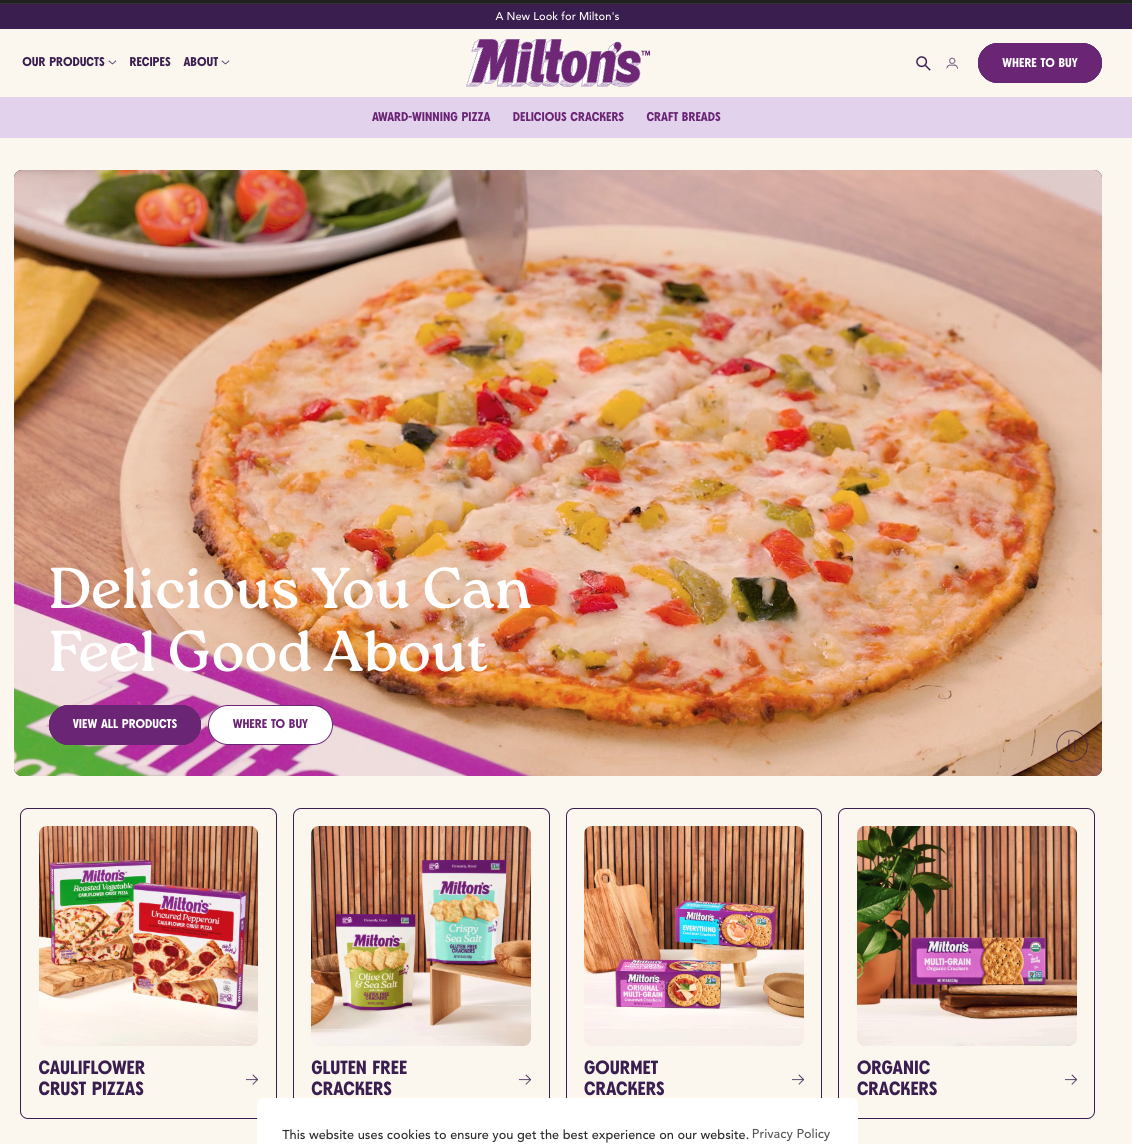 A New Look for Milton's
OUR PRODUCTS RECIPES ABOUT
Milton's™
WHERE TO BUY
AWARD-WINNING PIZZA DELICIOUS CRACKERS CRAFT BREADS
Delicious You Can
Feel Good About
VIEW ALL PRODUCTS WHERE TO BUY
Milton's
Roasted Vegetable
CAULIFLOWER CRUST PIZZA
Milton's
Uncured Pepperoni
CAULIFLOWER CRUST PIZZA
Milton's
Crispy
Sea Salt
GLUTEN FREE
CRACKERS
Milton's
Olive Oil
& Sea Salt
GLUTEN FREE
CRACKERS
Milton's
EVERYTHING
Milton's
ORIGINAL
MULTI-GRAIN
Gourmet Crackers
Milton's
MULTI-GRAIN
Organic Crackers
CAULIFLOWER
CRUST PIZZAS
GLUTEN FREE
CRACKERS
GOURMET
CRACKERS
ORGANIC
CRACKERS
This website uses cookies to ensure you get the best experience on our website. Privacy Policy